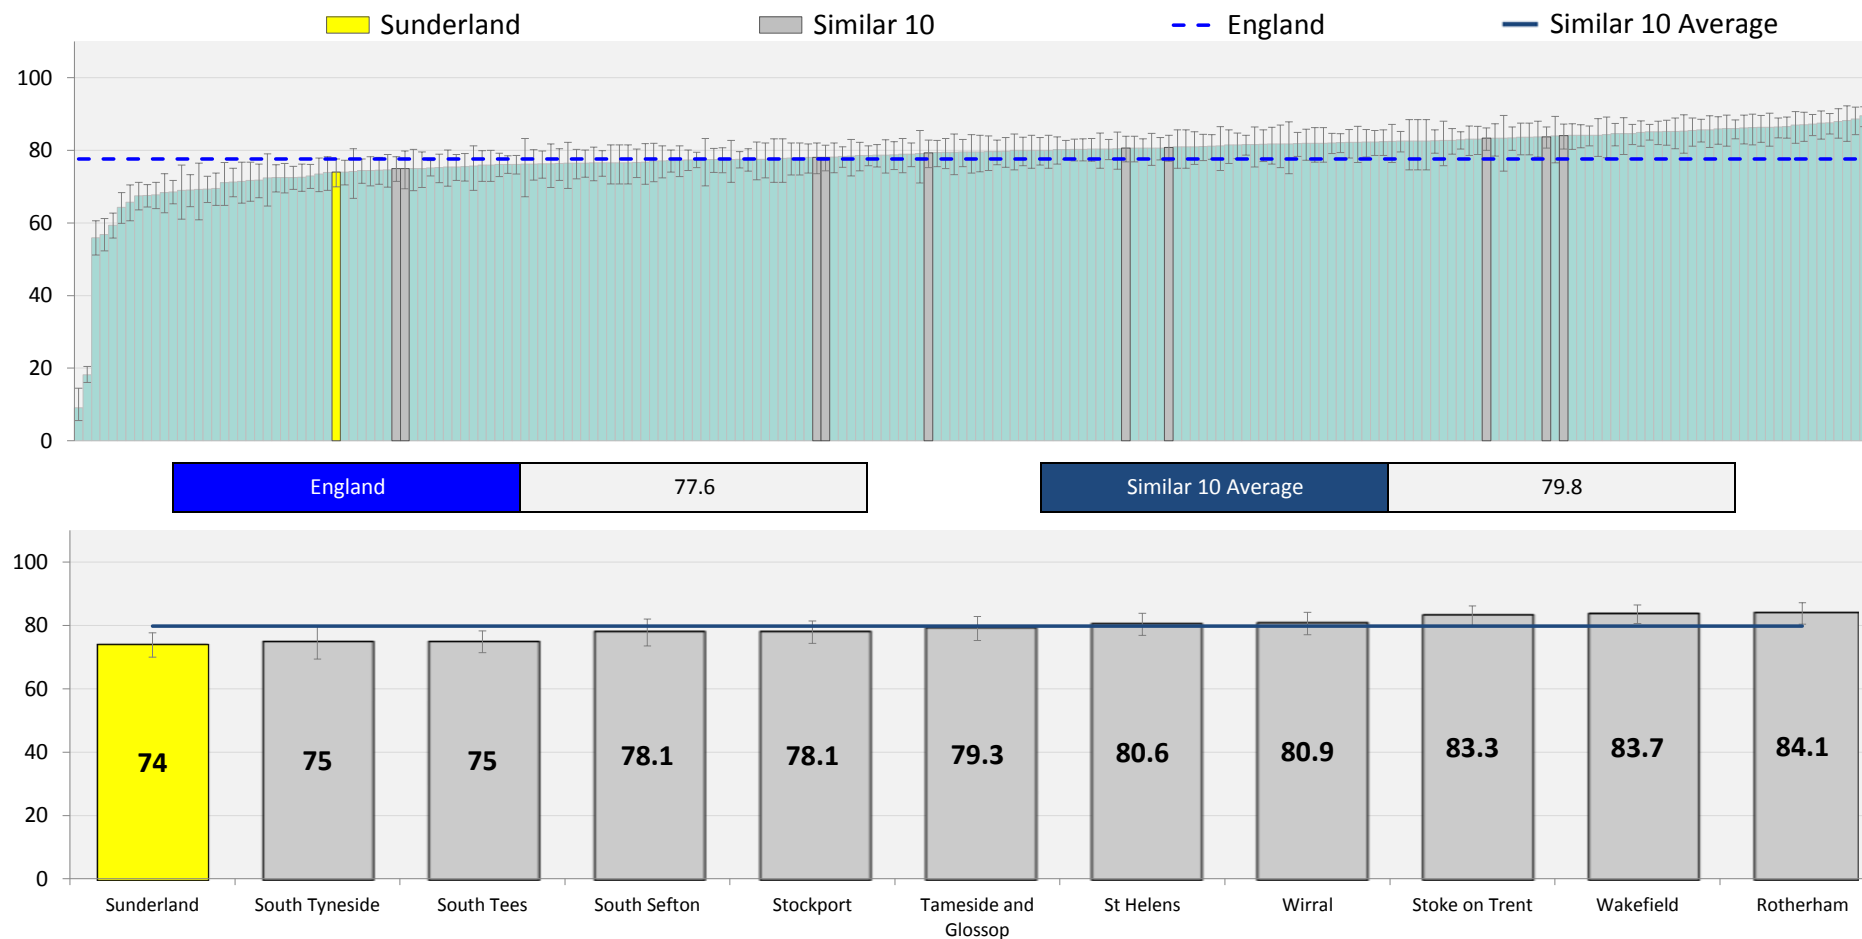 Sunderland
Similar 10
England
Similar 10 Average
100
80
60
40
20
0
England
77.6
Similar 10 Average
79.8
100
80
60
40
20
0
74
75
75
78.1
78.1
79.3
80.6
80.9
83.3
83.7
84.1
Sunderland
South Tyneside
South Tees
South Sefton
Stockport
Tameside and
Glossop
St Helens
Wirral
Stoke on Trent
Wakefield
Rotherham